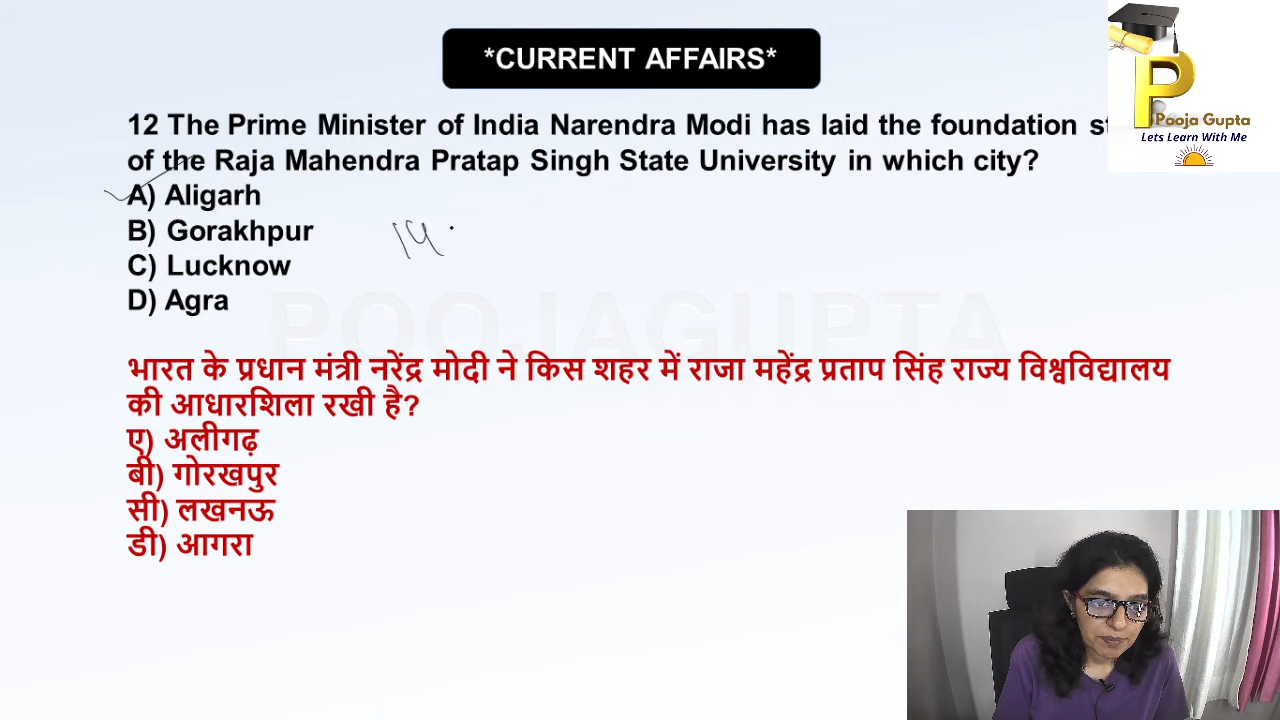 *CURRENT AFFAIRS*
Pooja Gupta
Lets Learn With Me
12 The Prime Minister of India Narendra Modi has laid the foundation
of the Raja Mahendra Pratap Singh State University in which city?
A) Aligarh
B) Gorakhpur
C) Lucknow
D) Agra
POOJAGUPTA
भारत के प्रधान मंत्री नरेंद्र मोदी ने किस शहर में राजा महेंद्र प्रताप सिंह राज्य विश्वविद्यालय
की आधारशिला रखी है?
ए) अलीगढ़
बी) गोरखपुर
सी) लखनऊ
डी) आगरा